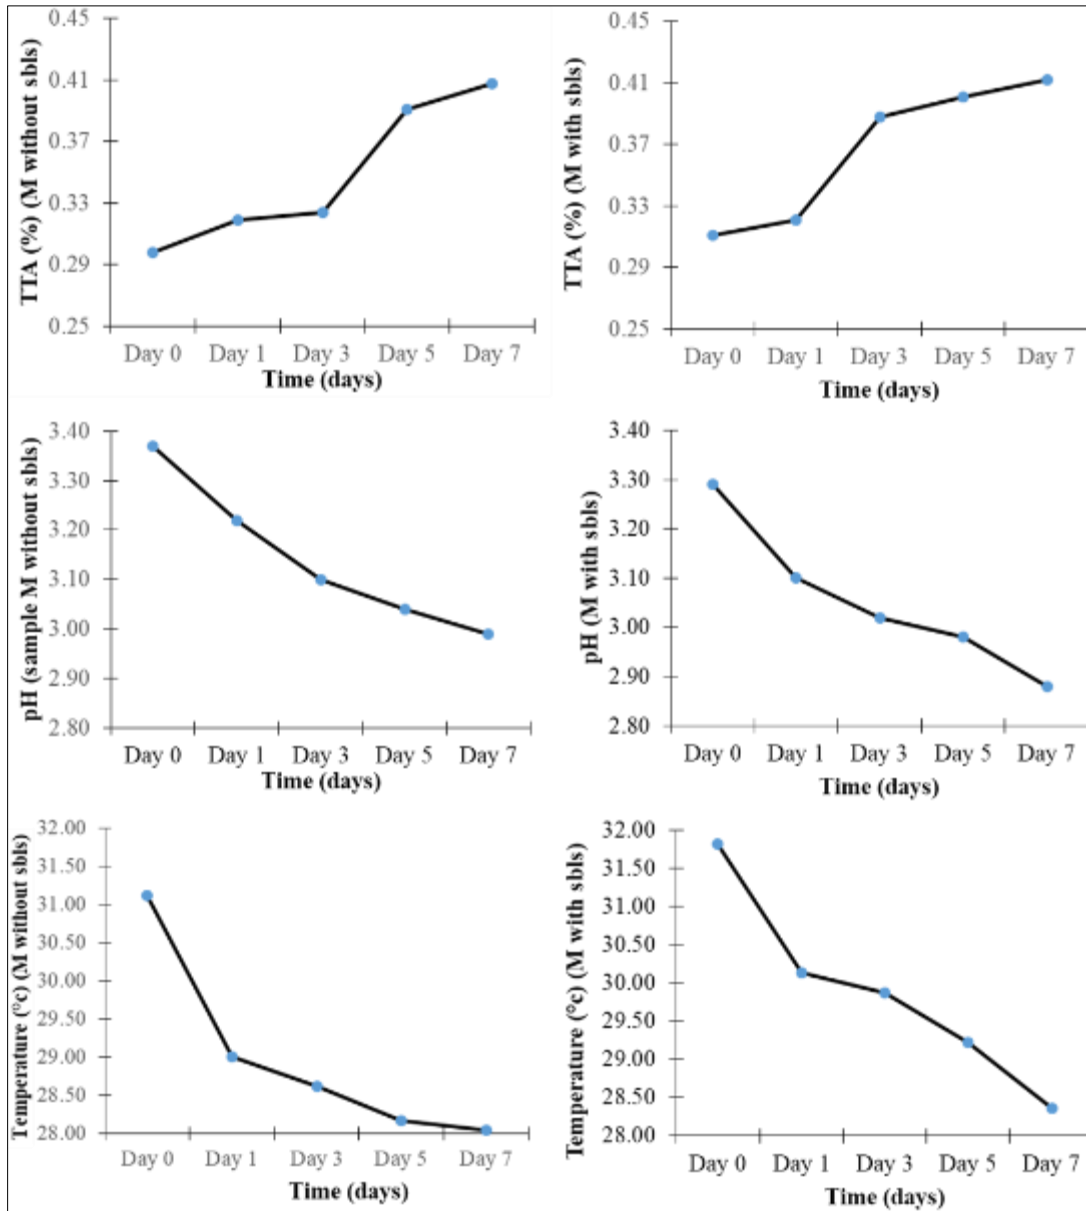 TTA (%) (M without sbls)
0.45
0.41
0.37
0.33
0.29
0.25
Day 0 Day 1 Day 3 Day 5 Day 7
Time (days)
TTA (%) (M with sbls)
0.45
0.41
0.37
0.33
0.29
0.25
Day 0 Day 1 Day 3 Day 5 Day 7
Time (days)
pH (sample M without sbls)
3.40
3.30
3.20
3.10
3.00
2.90
2.80
Day 0 Day 1 Day 3 Day 5 Day 7
Time (days)
pH (M with sbls)
3.40
3.30
3.20
3.10
3.00
2.90
2.80
Day 0 Day 1 Day 3 Day 5 Day 7
Time (days)
Temperature (°c) (M without sbls)
32.00
31.50
31.00
30.50
30.00
29.50
29.00
28.50
28.00
Day 0 Day 1 Day 3 Day 5 Day 7
Time (days)
Temperature (°c) (M with sbls)
32.00
31.50
31.00
30.50
30.00
29.50
29.00
28.50
28.00
Day 0 Day 1 Day 3 Day 5 Day 7
Time (days)